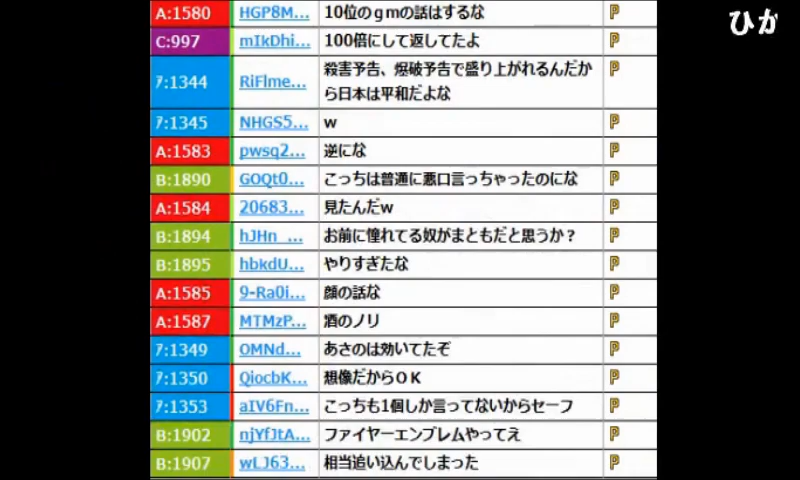 ひか
A:1580 HGP8M... 10位のｇｍの話はするな P
C:997 mIkDhi... 100倍にして返してたよ P
ｱ:1344 RiFlme... 殺害予告、爆破予告で盛り上がれるんだから日本は平和だよな P
ｱ:1345 NHGS5... w P
A:1583 pwsq2... 逆にな P
B:1890 GOQt0... こっちは普通に悪口言っちゃったのにな P
A:1584 20683... 見たんだw P
B:1894 hJHn_... お前に憧れてる奴がまともだと思うか？ P
B:1895 hbkdU... やりすぎたな P
A:1585 9-Ra0i... 顔の話な P
A:1587 MTMzP... 酒のノリ P
ｱ:1349 OMNd... あさのは効いてたぞ P
ｱ:1350 QiocbK... 想像だからＯＫ P
ｱ:1353 aIV6Fn... こっちも1個しか言ってないからセーフ P
B:1902 njYfJtA... ファイヤーエンブレムやってえ P
B:1907 wLJ63... 相当追い込んでしまった P